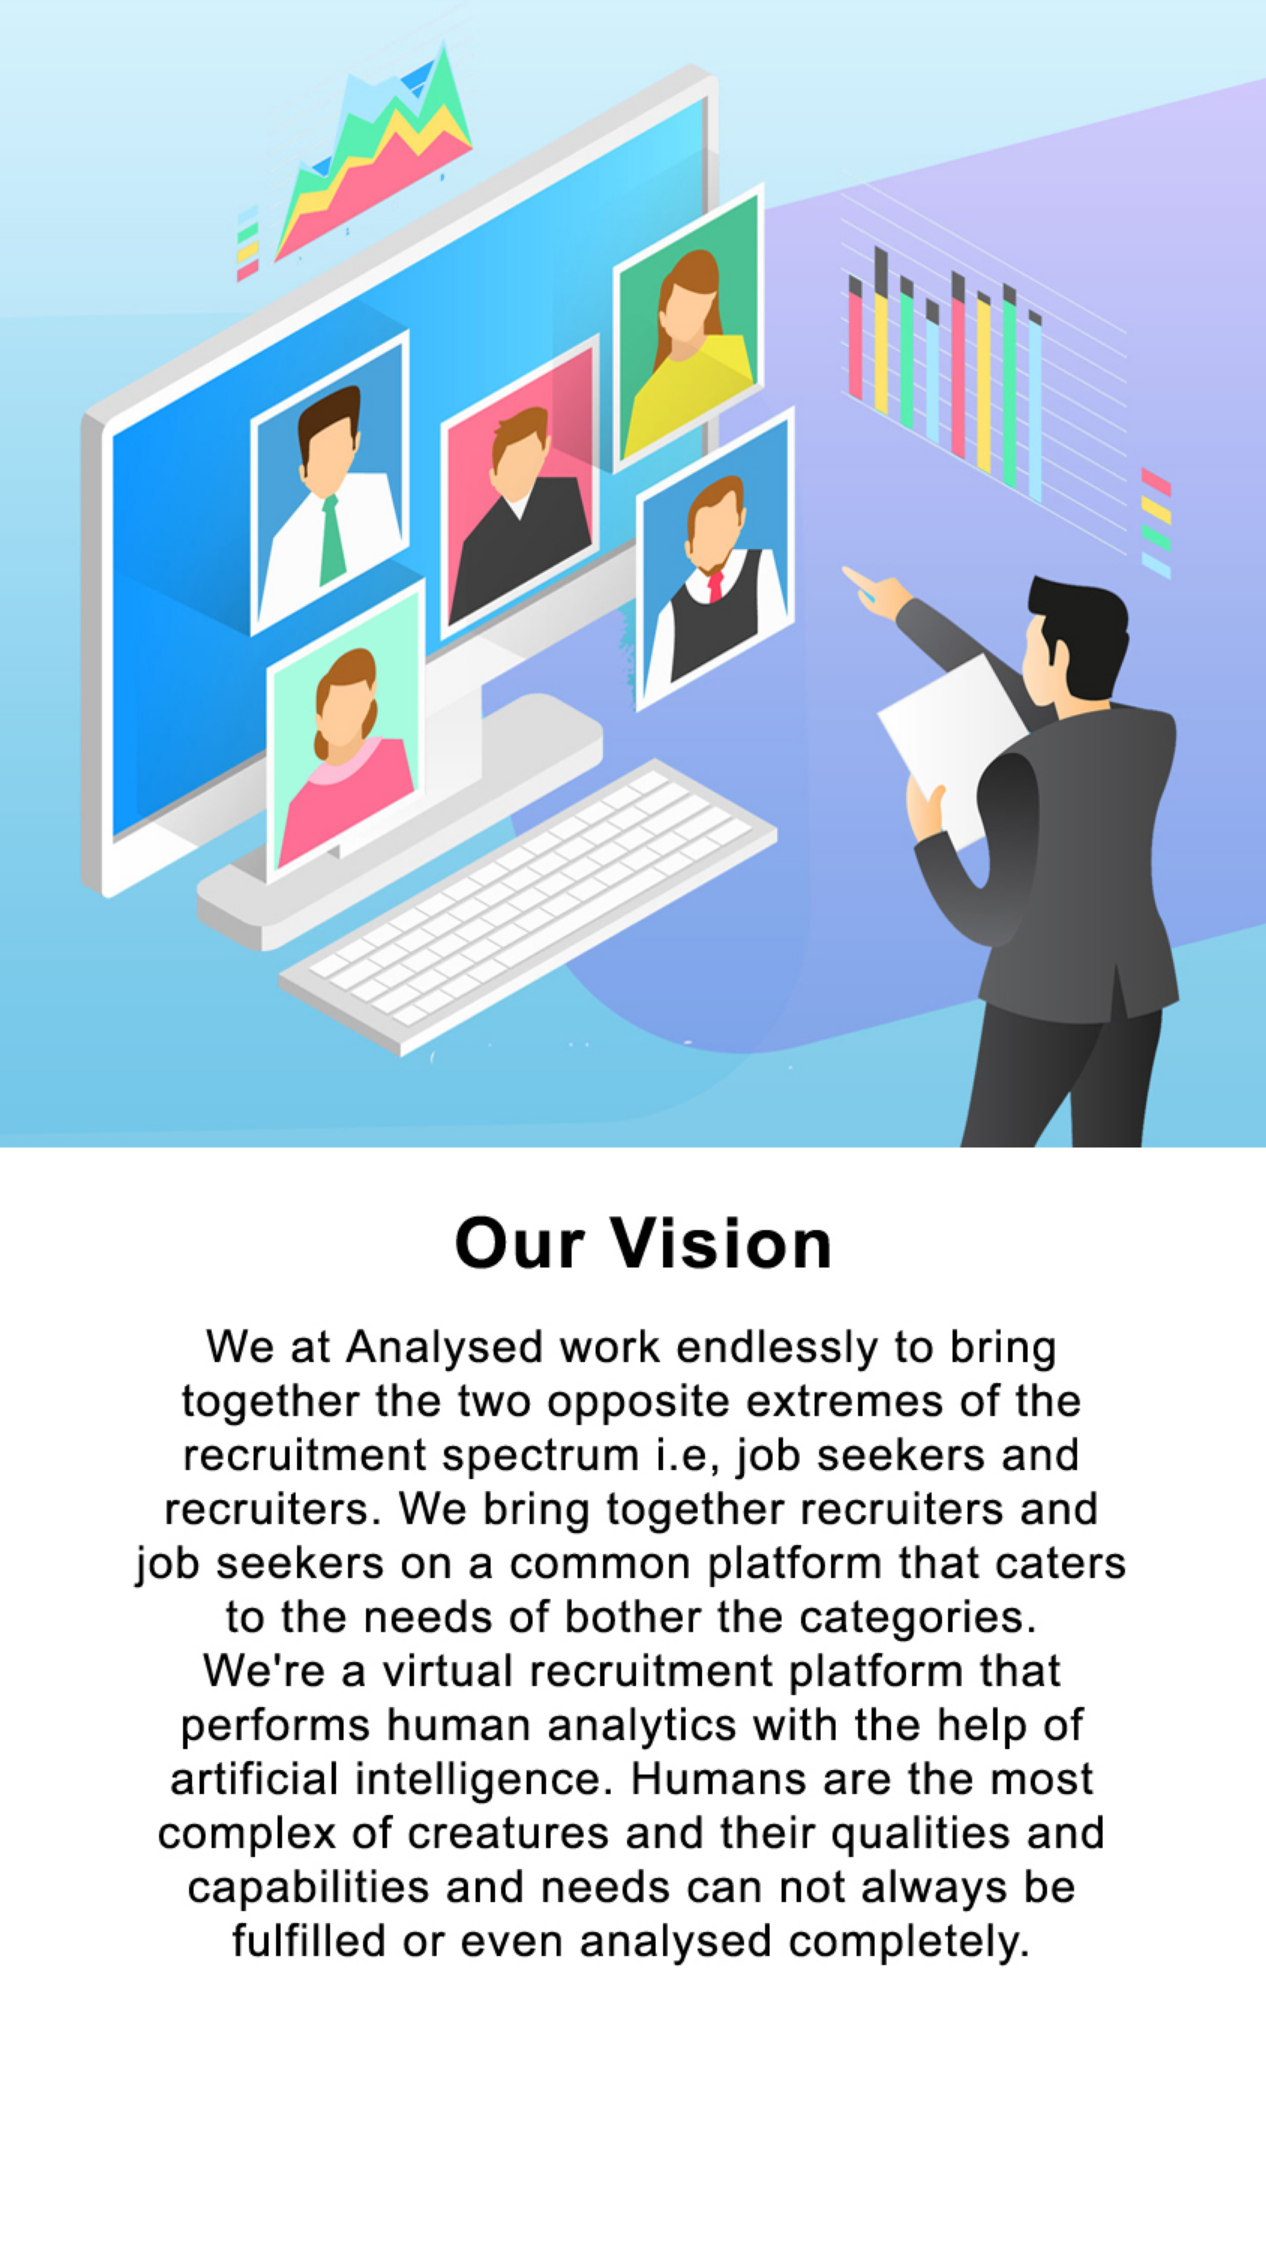 Our Vision
We at Analysed work endlessly to bring
together the two opposite extremes of the
recruitment spectrum i.e, job seekers and
recruiters. We bring together recruiters and
job seekers on a common platform that caters
to the needs of bother the categories.
We're a virtual recruitment platform that
performs human analytics with the help of
artificial intelligence. Humans are the most
complex of creatures and their qualities and
capabilities and needs can not always be
fulfilled or even analysed completely.